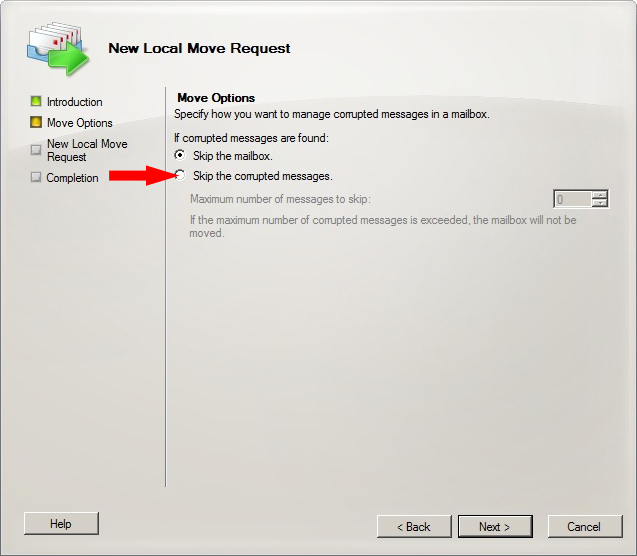 New Local Move Request
Introduction
Move Options
New Local Move
Request
Completion
Move Options
Specify how you want to manage corrupted messages in a mailbox.
If corrupted messages are found:
Skip the mailbox.
Skip the corrupted messages.
Maximum number of messages to skip:
0
If the maximum number of corrupted messages is exceeded, the mailbox will not be
moved.
Help
< Back
Next >
Cancel